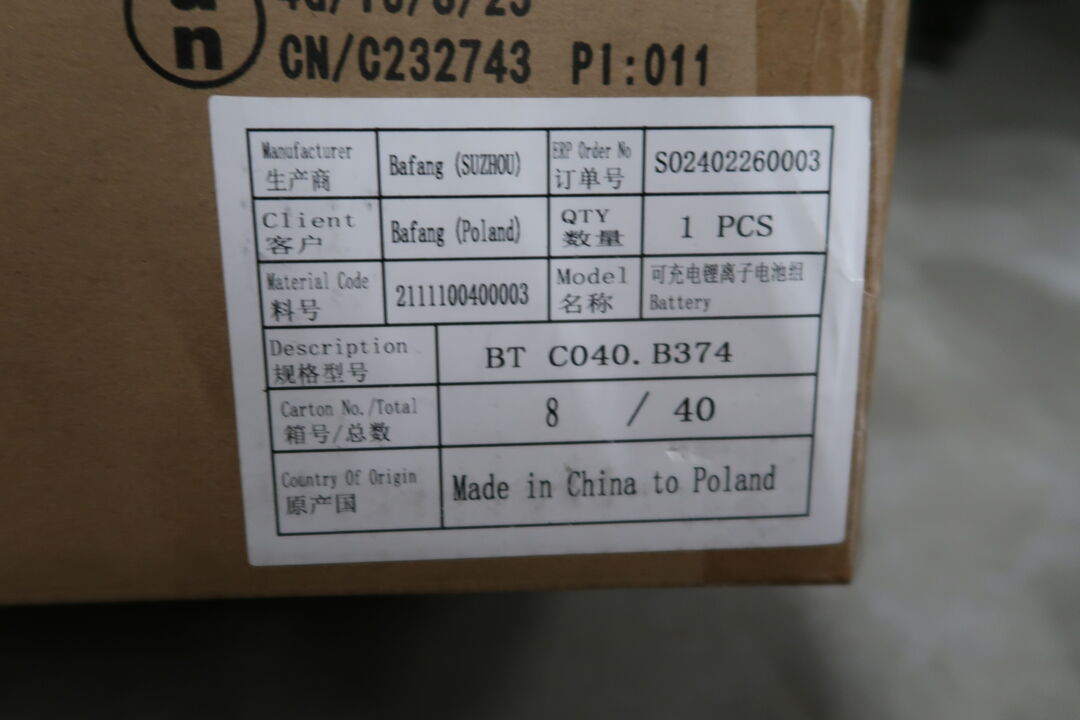 n
CN/C232743 PI:011
Manufacturer
生产商
Bafang (SUZHOU)
ERP Order No
订单号
S02402260003
Client
客户
Bafang (Poland)
QTY
数量
1 PCS
Material Code
料号
2111100400003
Model
名称
可充电锂离子电池组
Battery
Description
规格型号
BT C040.B374
Carton No./Total
箱号/总数
8 / 40
Country Of Origin
原产国
Made in China to Poland